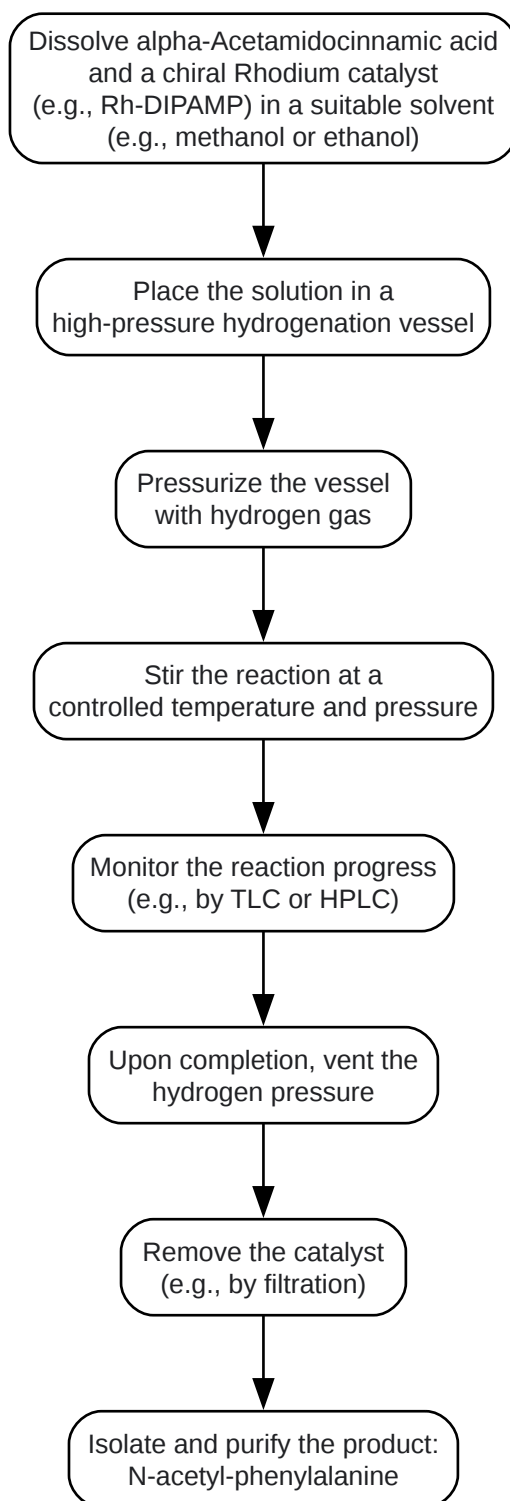 Dissolve alpha-Acetamidocinnamic acid
and a chiral Rhodium catalyst
(e.g., Rh-DIPAMP) in a suitable solvent
(e.g., methanol or ethanol)
Place the solution in a
high-pressure hydrogenation vessel
Pressurize the vessel
with hydrogen gas
Stir the reaction at a
controlled temperature and pressure
Monitor the reaction progress
(e.g., by TLC or HPLC)
Upon completion, vent the
hydrogen pressure
Remove the catalyst
(e.g., by filtration)
Isolate and purify the product:
N-acetyl-phenylalanine